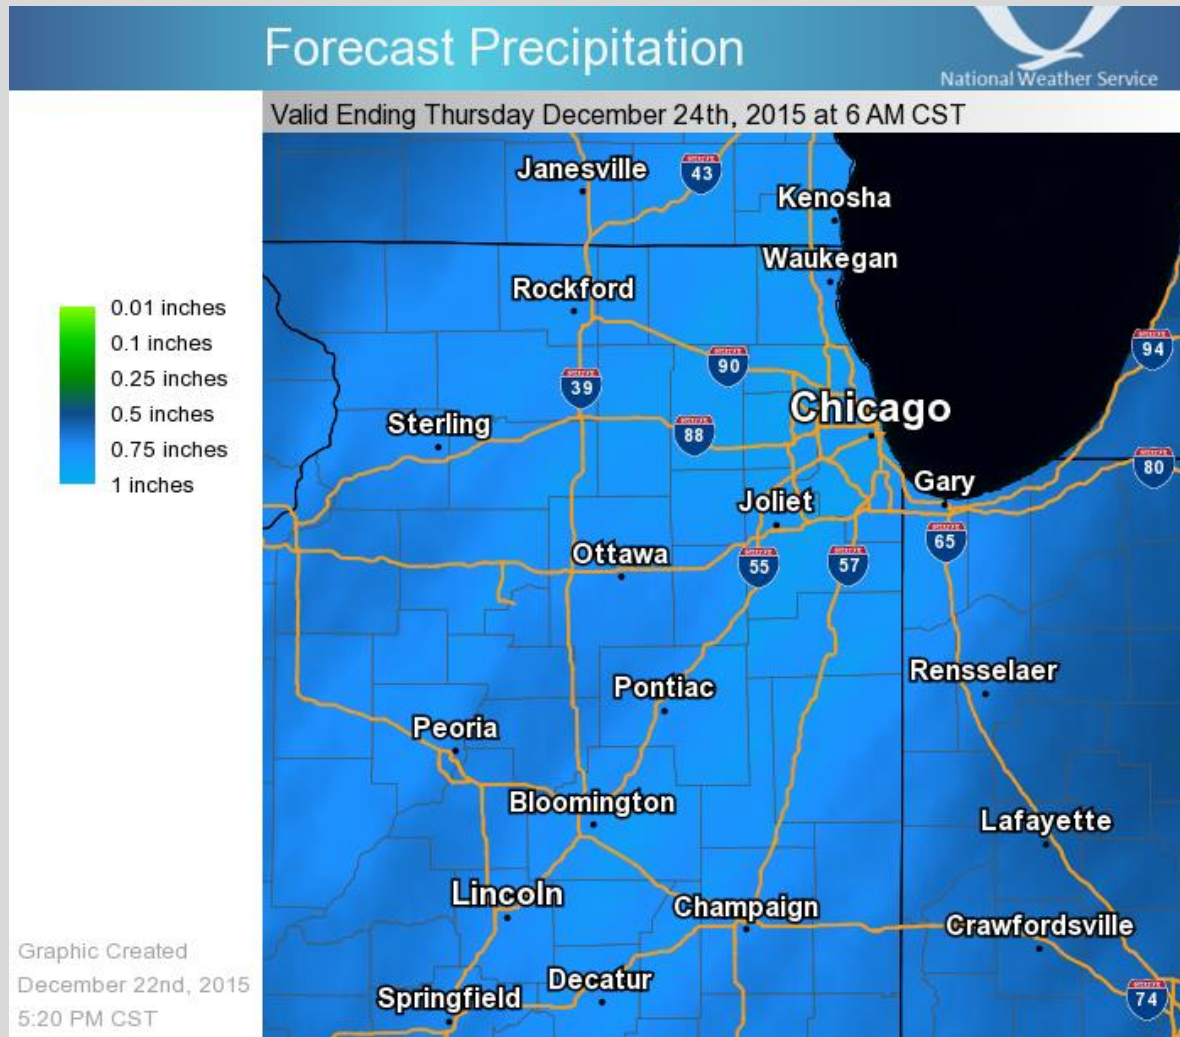 Forecast Precipitation
National Weather Service
Valid Ending Thursday December 24th, 2015 at 6 AM CST
Janesville
43
Kenosha
Waukegan
Rockford
0.01 inches
0.1 inches
0.25 inches
0.5 inches
0.75 inches
1 inches
94
90
39
Chicago
Sterling
88
80
Gary
Joliet
65
Ottawa
55
57
Rensselaer
Pontiac
Peoria
Bloomington
Lafayette
Lincoln
Champaign
Crawfordsville
Decatur
Springfield
74
Graphic Created
December 22nd, 2015
5:20 PM CST